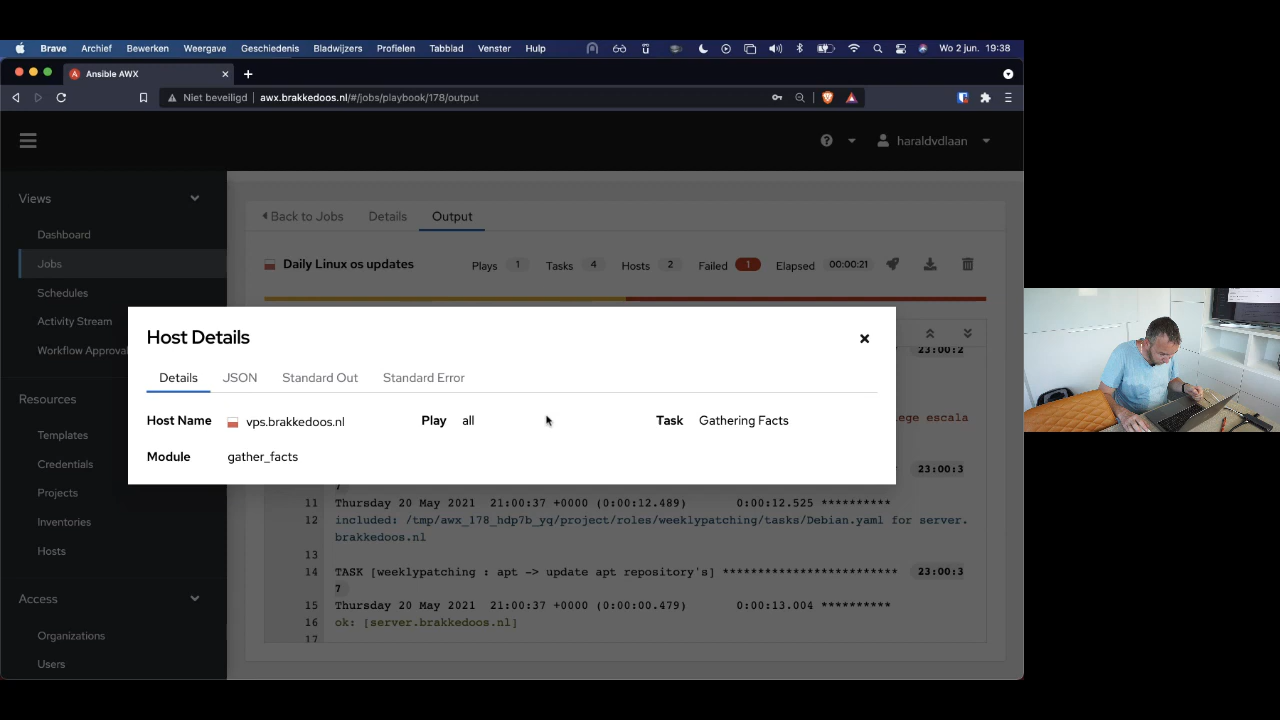 Brave Archief Bewerken Weergave Geschiedenis Bladwijzers Profielen Tabblad Venster Hulp Wo 2 jun. 19:38
Ansible AWX
Niet beveiligd awx.brakkedoos.nl/#/jobs/playbook/178/output
haraldvdlaan
Views
Dashboard
Jobs
Schedules
Activity Stream
Workflow Approval
Resources
Templates
Credentials
Projects
Inventories
Hosts
Access
Organizations
Users
Back to Jobs Details Output
Daily Linux os updates Plays 1 Tasks 4 Hosts 2 Failed 1 Elapsed 00:00:21
23:00:2
Host Details
Details JSON Standard Out Standard Error
Host Name vps.brakkedoos.nl Play all Task Gathering Facts
Module gather_facts
lege escala
23:00:3
7
11 Thursday 20 May 2021 21:00:37 +0000 (0:00:12.489) 0:00:12.525 **********
12 included: /tmp/awx_178_hdp7b_yq/project/roles/weeklypatching/tasks/Debian.yaml for server.
brakkedoos.nl
13
14 TASK [weeklypatching : apt -> update apt repository's] ************************* 23:00:3
7
15 Thursday 20 May 2021 21:00:37 +0000 (0:00:00.479) 0:00:13.004 **********
16 ok: [server.brakkedoos.nl]
17